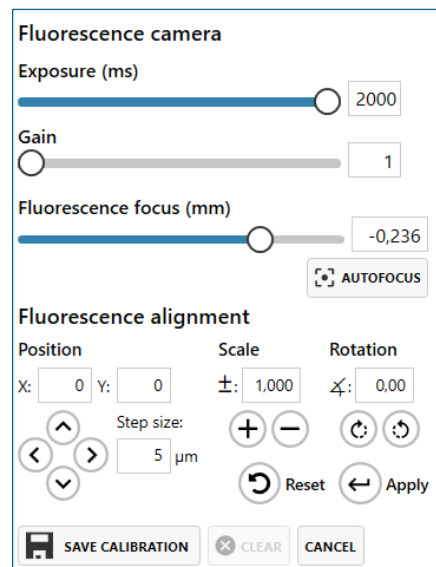 Fluorescence camera
Exposure (ms)
2000
Gain
1
Fluorescence focus (mm)
-0,236
AUTOFOCUS
Fluorescence alignment
Position Scale Rotation
X: 0 Y: 0 ±: 1,000 ∡: 0,00
Step size:
5 μm
Reset Apply
SAVE CALIBRATION CLEAR CANCEL